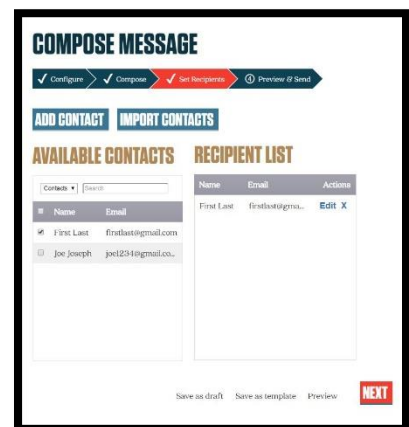 COMPOSE MESSAGE
✓ Configure ✓ Compose ✓ Set Recipients 4 Preview & Send
ADD CONTACT IMPORT CONTACTS
AVAILABLE CONTACTS
Contacts ▾ Search
Name Email
First Last firstlast@gmail.com
Joe Joseph joe1234@gmail.co..
RECIPIENT LIST
Name Email Actions
First Last firstlast@gma... Edit X
Save as draft Save as template Preview NEXT